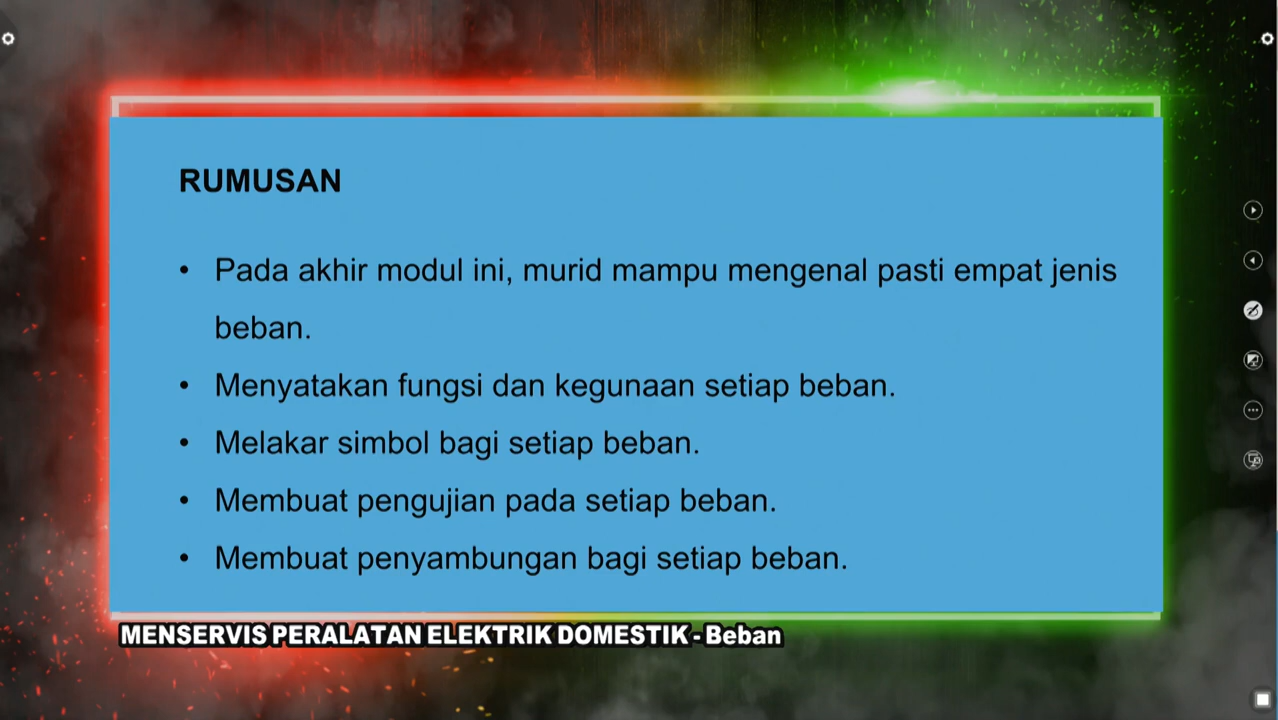 RUMUSAN
• Pada akhir modul ini, murid mampu mengenal pasti empat jenis
beban.
• Menyatakan fungsi dan kegunaan setiap beban.
• Melakar simbol bagi setiap beban.
• Membuat pengujian pada setiap beban.
• Membuat penyambungan bagi setiap beban.
MENSERVIS PERALATAN ELEKTRIK DOMESTIK - Beban